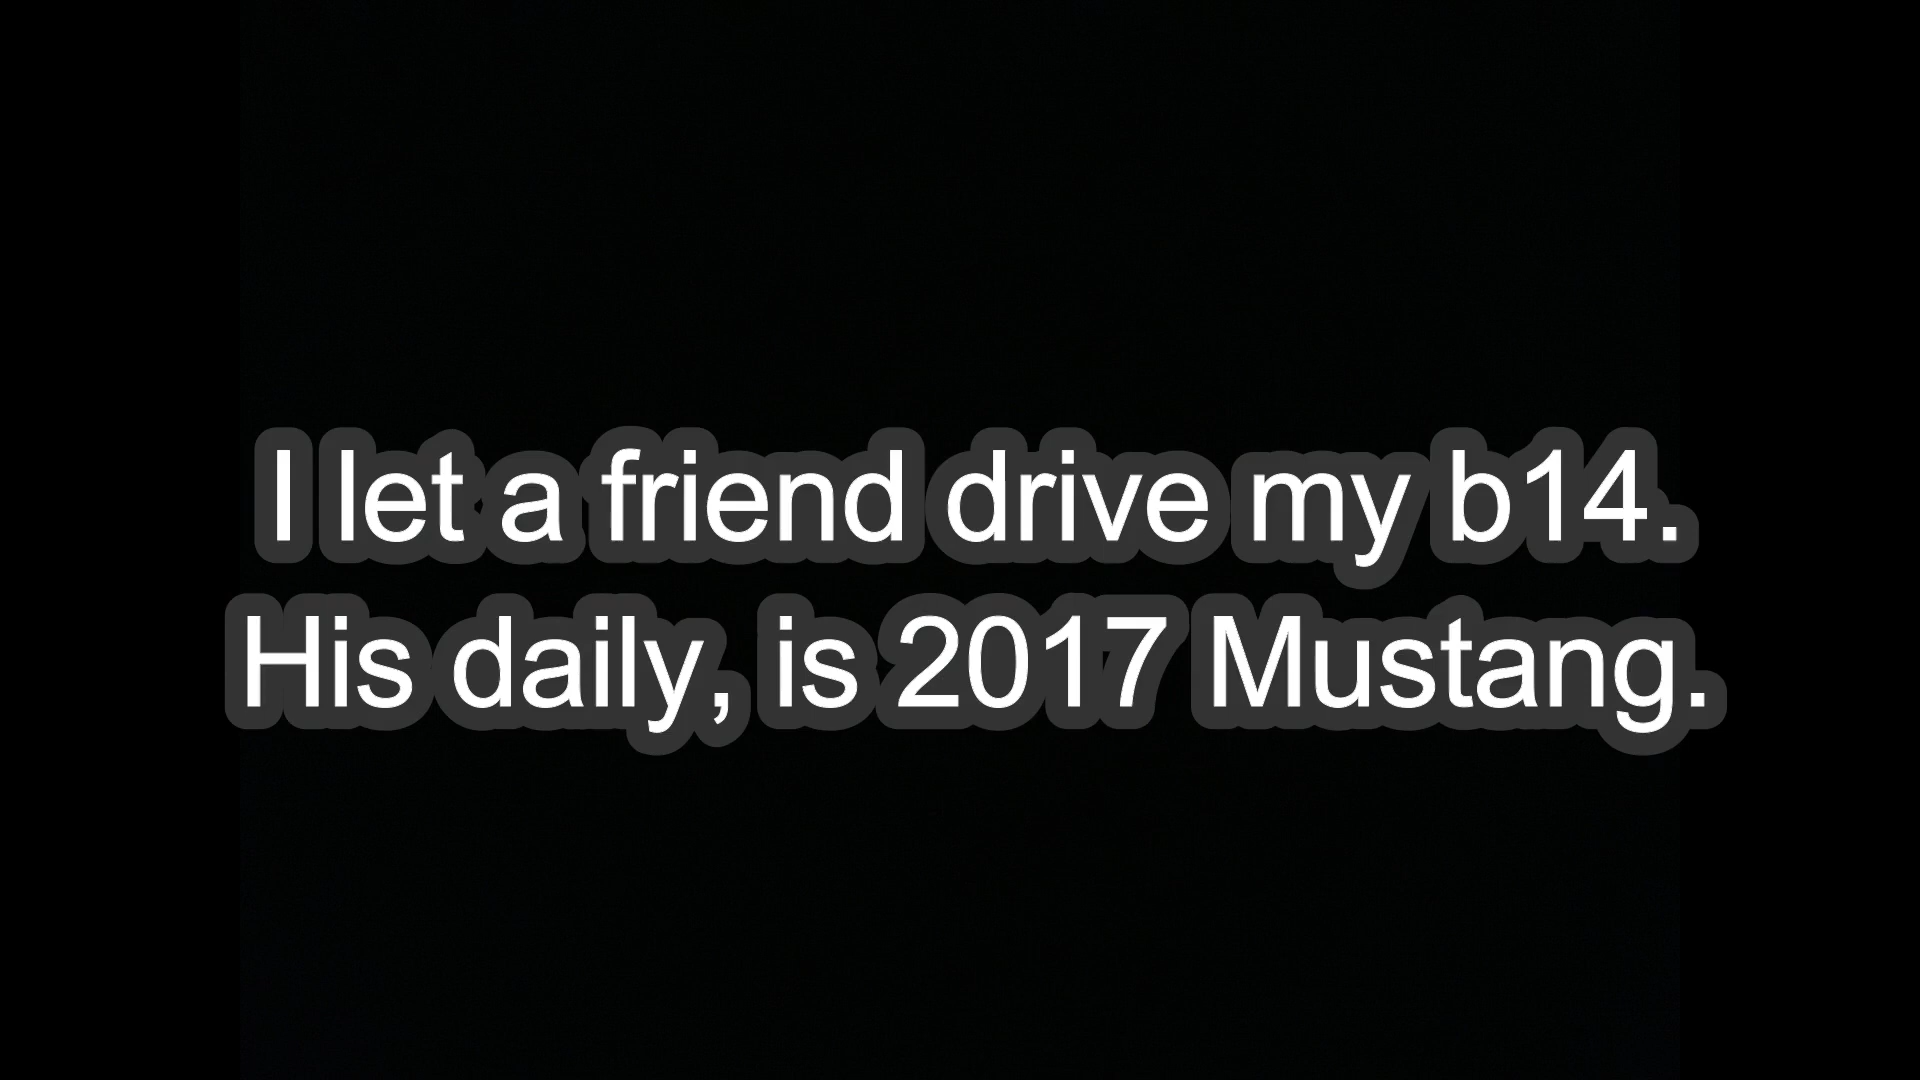 I let a friend drive my b14.
His daily, is 2017 Mustang.